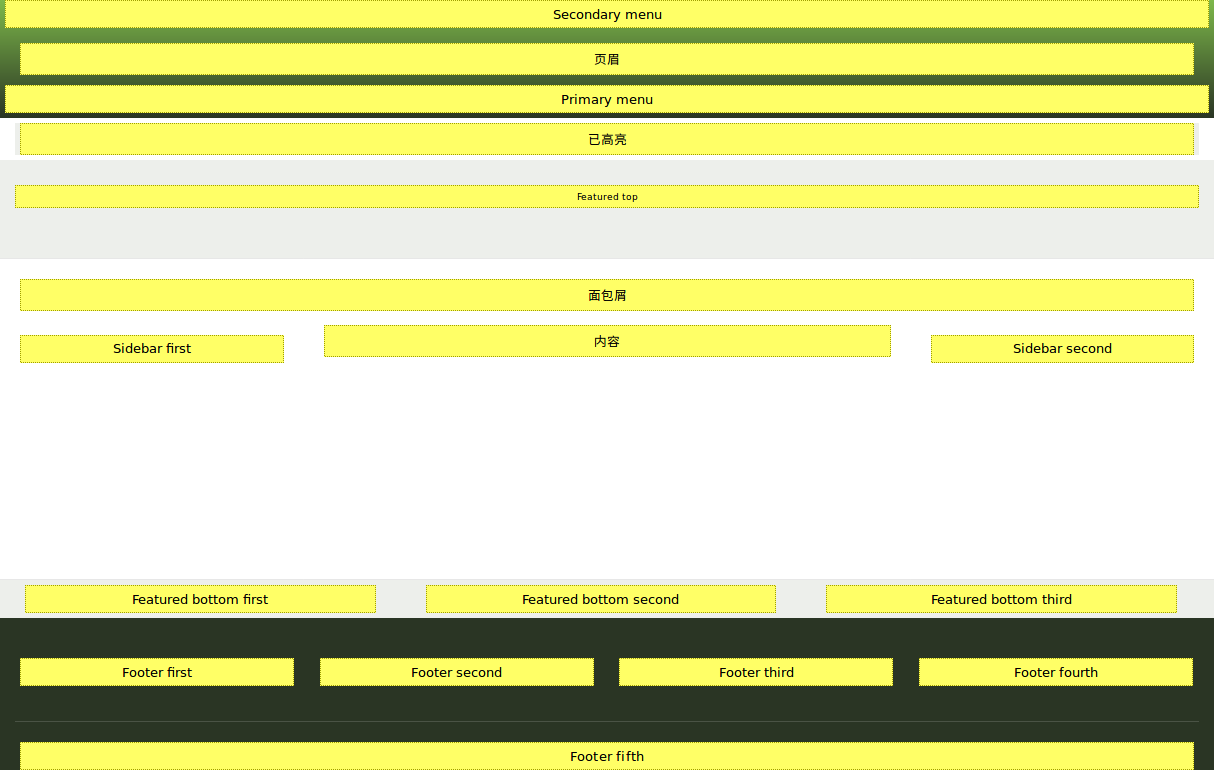 Secondary menu
页眉
Primary menu
已高亮
Featured top
面包屑
Sidebar first
内容
Sidebar second
Featured bottom first
Featured bottom second
Featured bottom third
Footer first
Footer second
Footer third
Footer fourth
Footer fifth